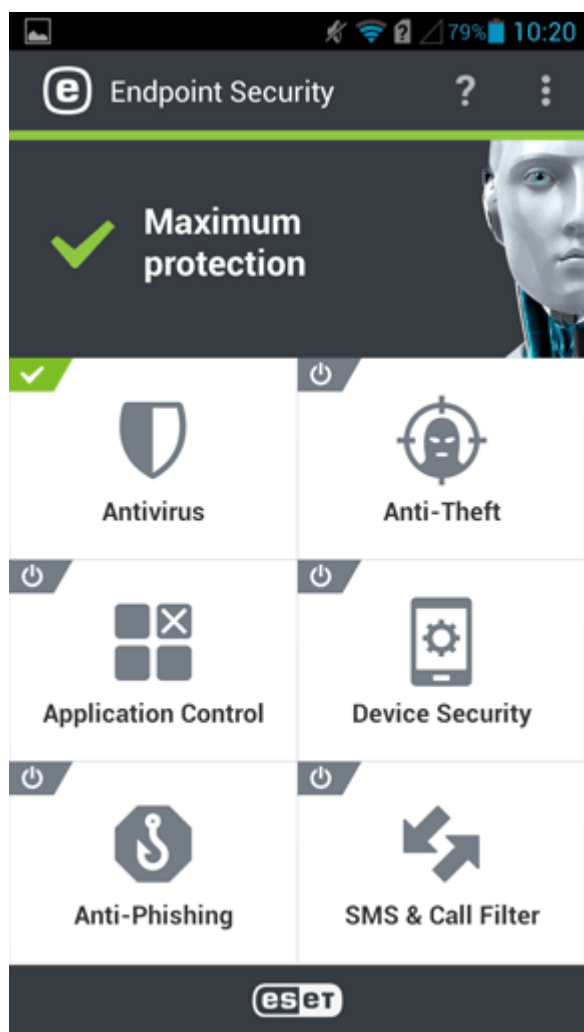 79% 10:20
e Endpoint Security ?
Maximum
protection
Antivirus
Anti-Theft
Application Control
Device Security
Anti-Phishing
SMS & Call Filter
eset